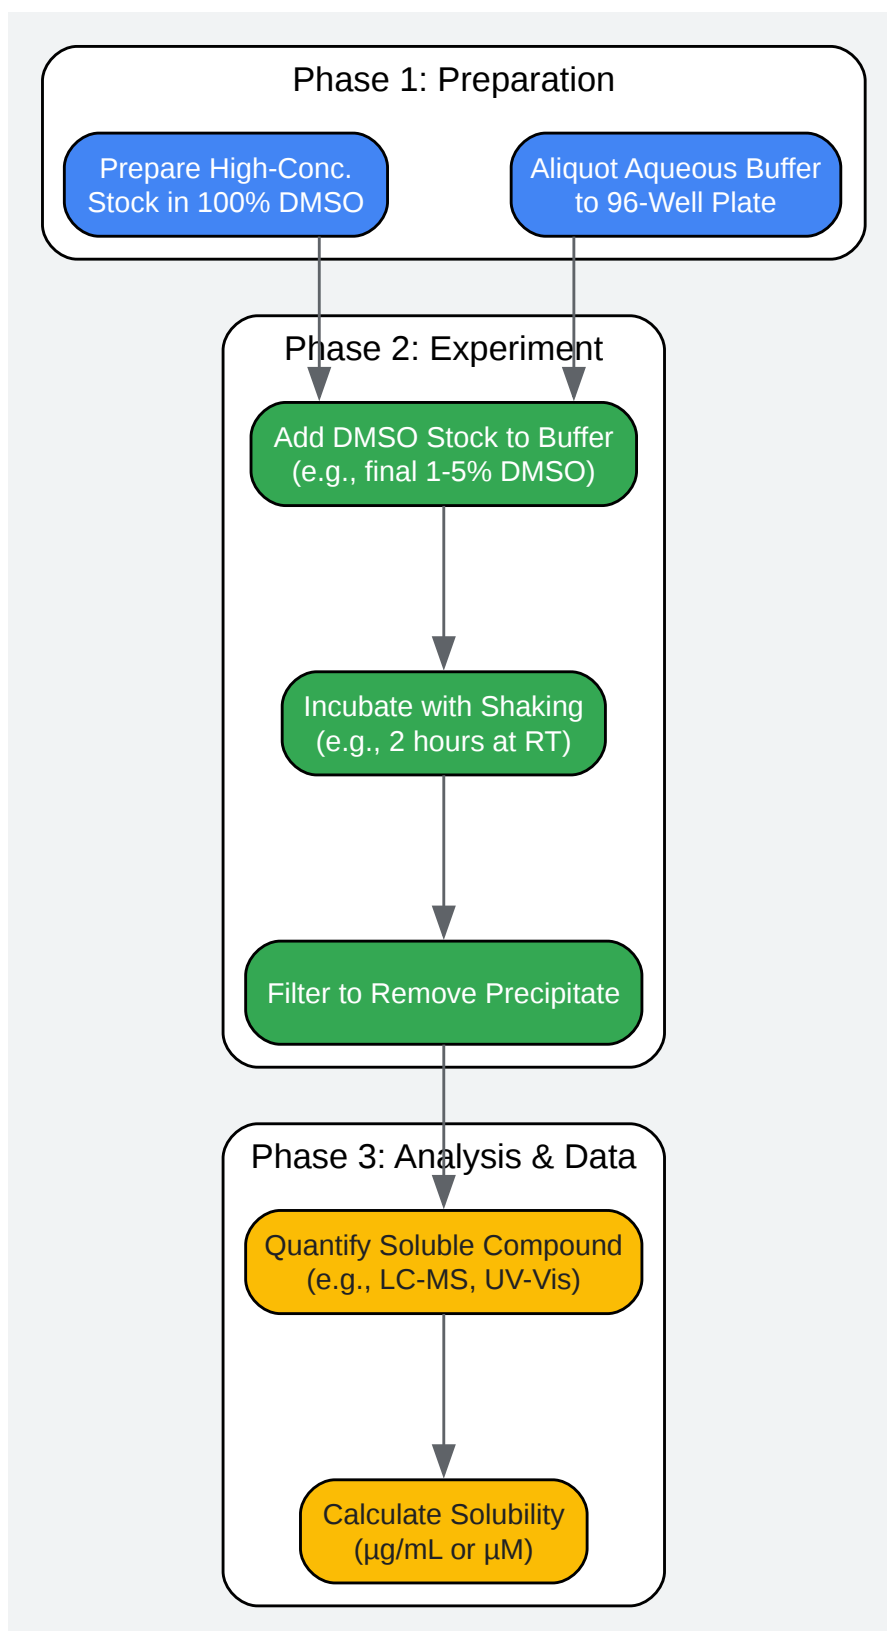 Phase 1: Preparation
Prepare High-Conc.
Stock in 100% DMSO
Aliquot Aqueous Buffer
to 96-Well Plate
Phase 2: Experiment
Add DMSO Stock to Buffer
(e.g., final 1-5% DMSO)
Incubate with Shaking
(e.g., 2 hours at RT)
Filter to Remove Precipitate
Phase 3: Analysis & Data
Quantify Soluble Compound
(e.g., LC-MS, UV-Vis)
Calculate Solubility
(µg/mL or µM)